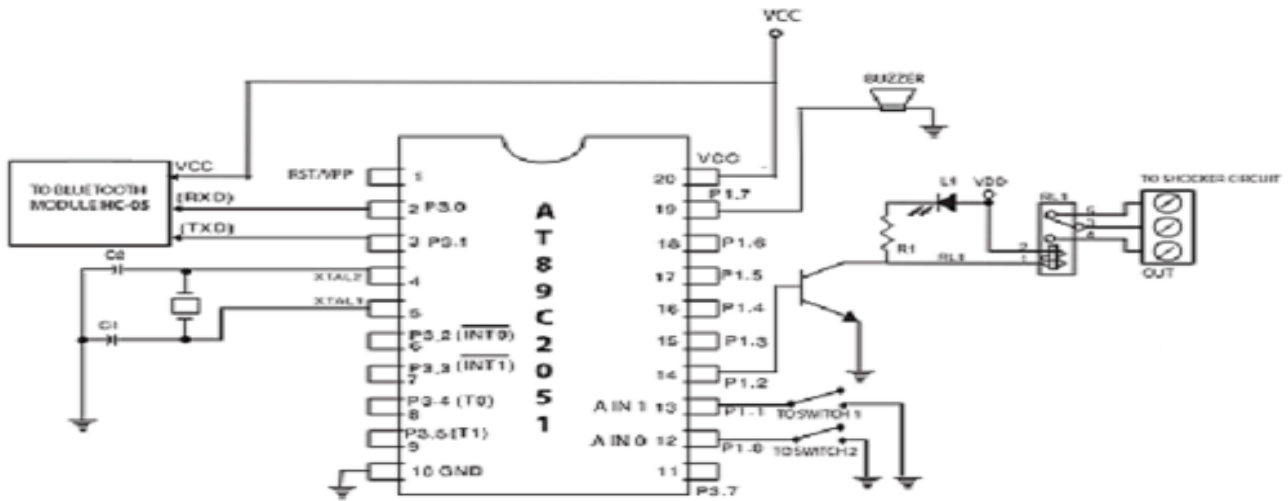 VCC
BUZZER
VCC
TO BLUETOOTH
MODULE HC-05
(RXD)
(TXD)
RST/VPP
1
2 P3.0
3 P3.1
XTAL2
4
XTAL1
5
P3.2 (INT0)
6
P3.3 (INT1)
7
P3.4 (T0)
8
P3.5 (T1)
9
10 GND
C2
C1
AT89C2051
VCC
20
P1.7
19
18 P1.6
17 P1.5
16 P1.4
15 P1.3
14
P1.2
A IN 1 13
P1.1
A IN 0 12
P1.0
11
P3.7
TO SWITCH 1
TO SWITCH 2
L1
VDD
R1
RL1
RL1
2
1
5
3
4
TO SHOCKER CIRCUIT
OUT